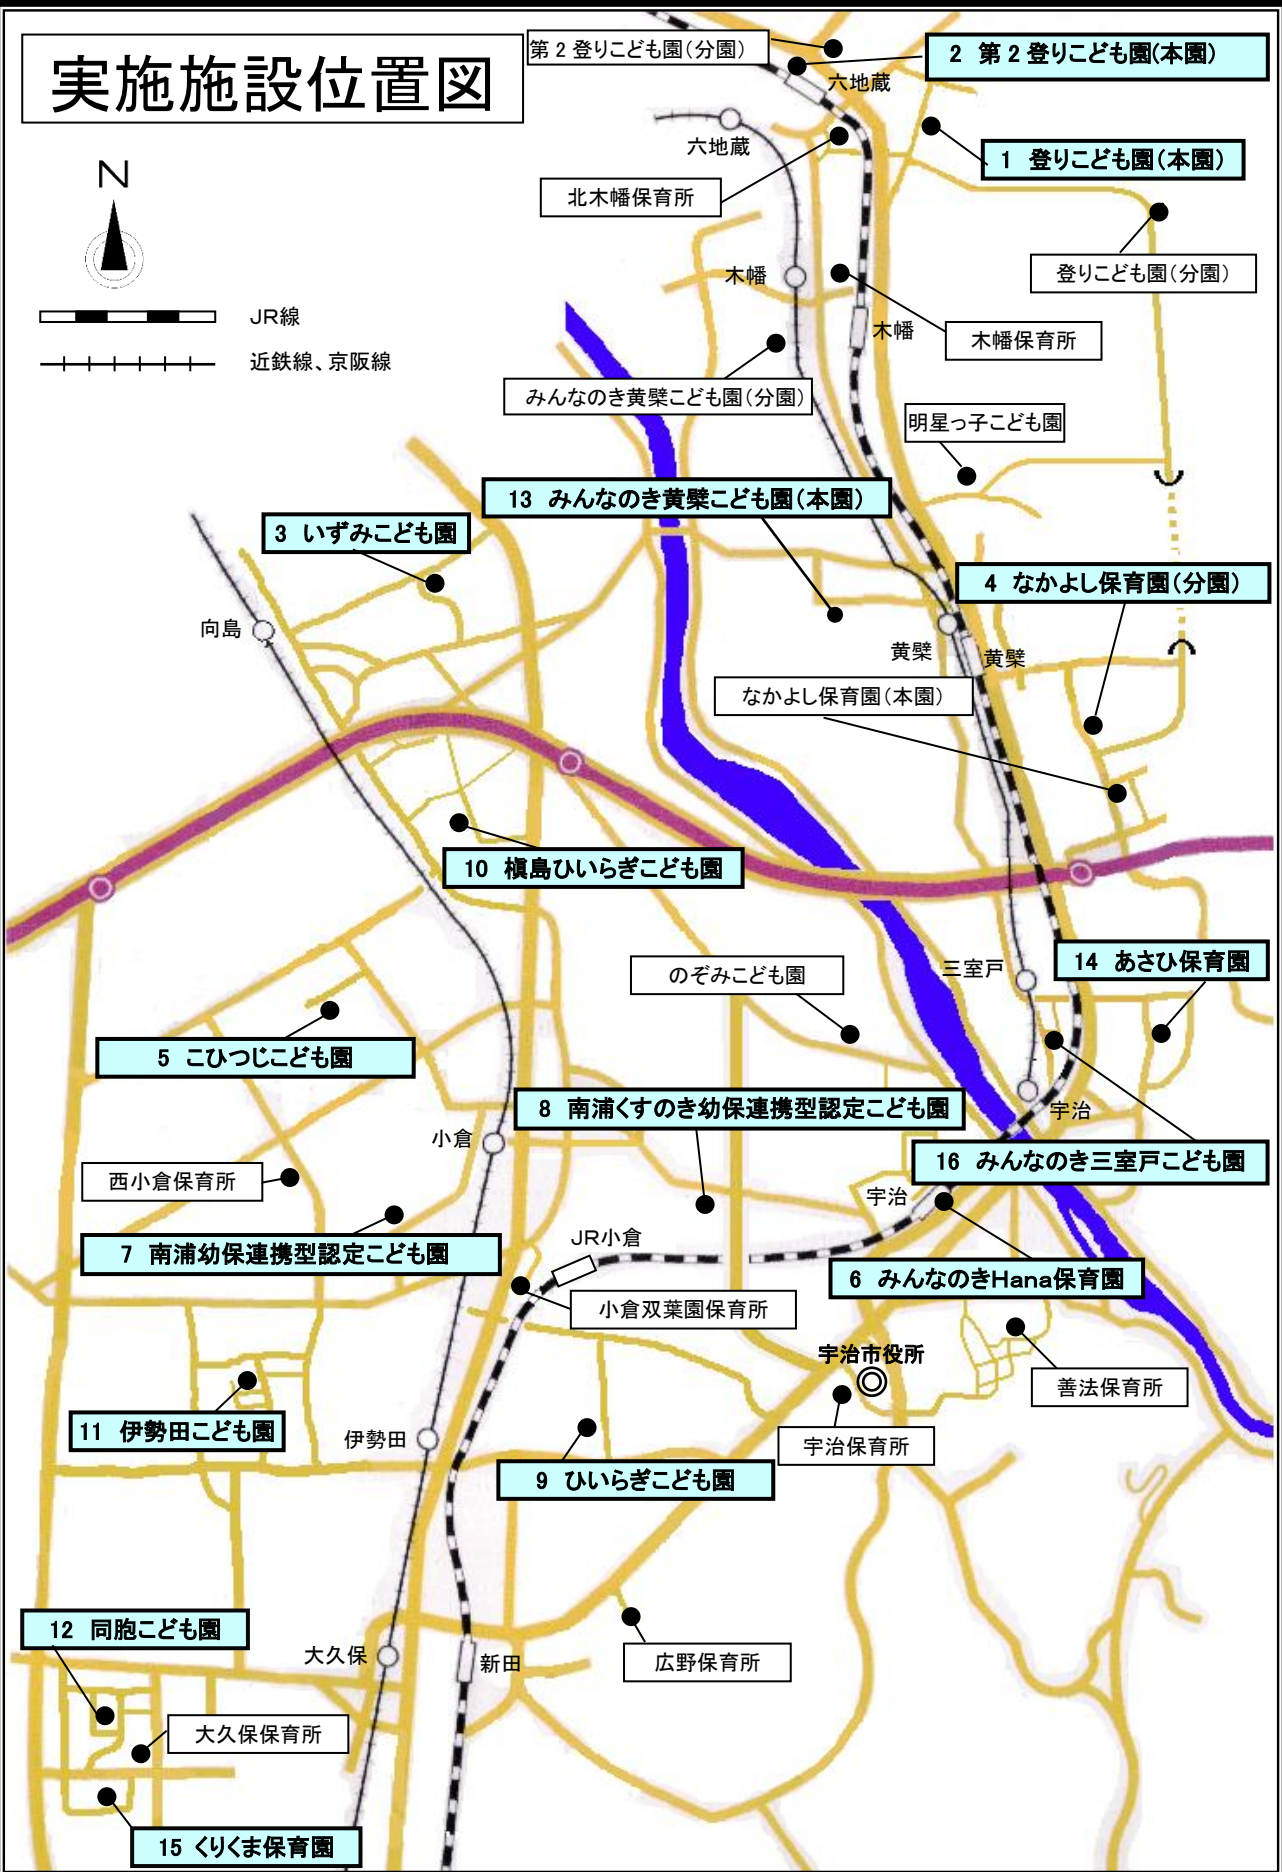 実施施設位置図
第2登りこども園(分園)
2 第2登りこども園(本園)
六地蔵
六地蔵
1 登りこども園(本園)
N
北木幡保育所
登りこども園(分園)
木幡
JR線
木幡
木幡保育所
近鉄線、京阪線
みんなのき黄檗こども園(分園)
明星っ子こども園
13 みんなのき黄檗こども園(本園)
3 いずみこども園
4 なかよし保育園(分園)
向島
黄檗
黄檗
なかよし保育園(本園)
10 槇島ひいらぎこども園
のぞみこども園
三室戸
14 あさひ保育園
5 こひつじこども園
8 南浦くすのき幼保連携型認定こども園
宇治
小倉
16 みんなのき三室戸こども園
西小倉保育所
宇治
7 南浦幼保連携型認定こども園
JR小倉
6 みんなのきHana保育園
小倉双葉園保育所
宇治市役所
善法保育所
11 伊勢田こども園
伊勢田
宇治保育所
9 ひいらぎこども園
12 同胞こども園
大久保
新田
広野保育所
大久保保育所
15 くりくま保育園